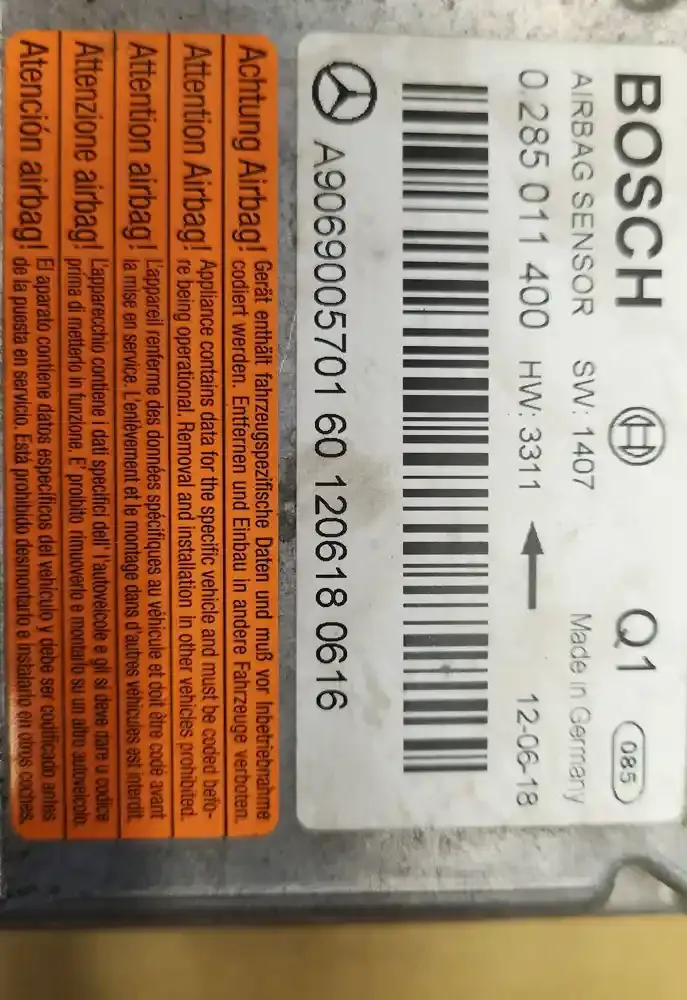 BOSCH Q1 085
AIRBAG SENSOR SW: 1407 Made in Germany
0 285 011 400 HW: 3311 12-06-18
A9069005701 60 120618 0616
Achtung Airbag! Gerät enthält fahrzeugspezifische Daten und muß vor Inbetriebnahme
codiert werden. Entfernen und Einbau in andere Fahrzeuge verboten.
Attention Airbag! Appliance contains data for the specific vehicle and must be coded befo-
re being operational. Removal and installation in other vehicles prohibited.
Attention airbag! L'appareil renferme des données spécifiques au véhicule et doit être codé avant
la mise en service. L'enlèvement et le montage dans d'autres véhicules est interdit.
Attenzione airbag! L'apparecchio contiene i dati specifici dell' l'autoveicolo e gli si deve dare u codice
prima di metterlo in funzione. E' proibito rimuoverlo e montarlo su un altro autoveicolo.
Atención airbag! El aparato contiene datos específicos del vehículo y debe ser codificado antes
de la puesta en servicio. Está prohibido desmontarlo e instalarlo en otros coches.